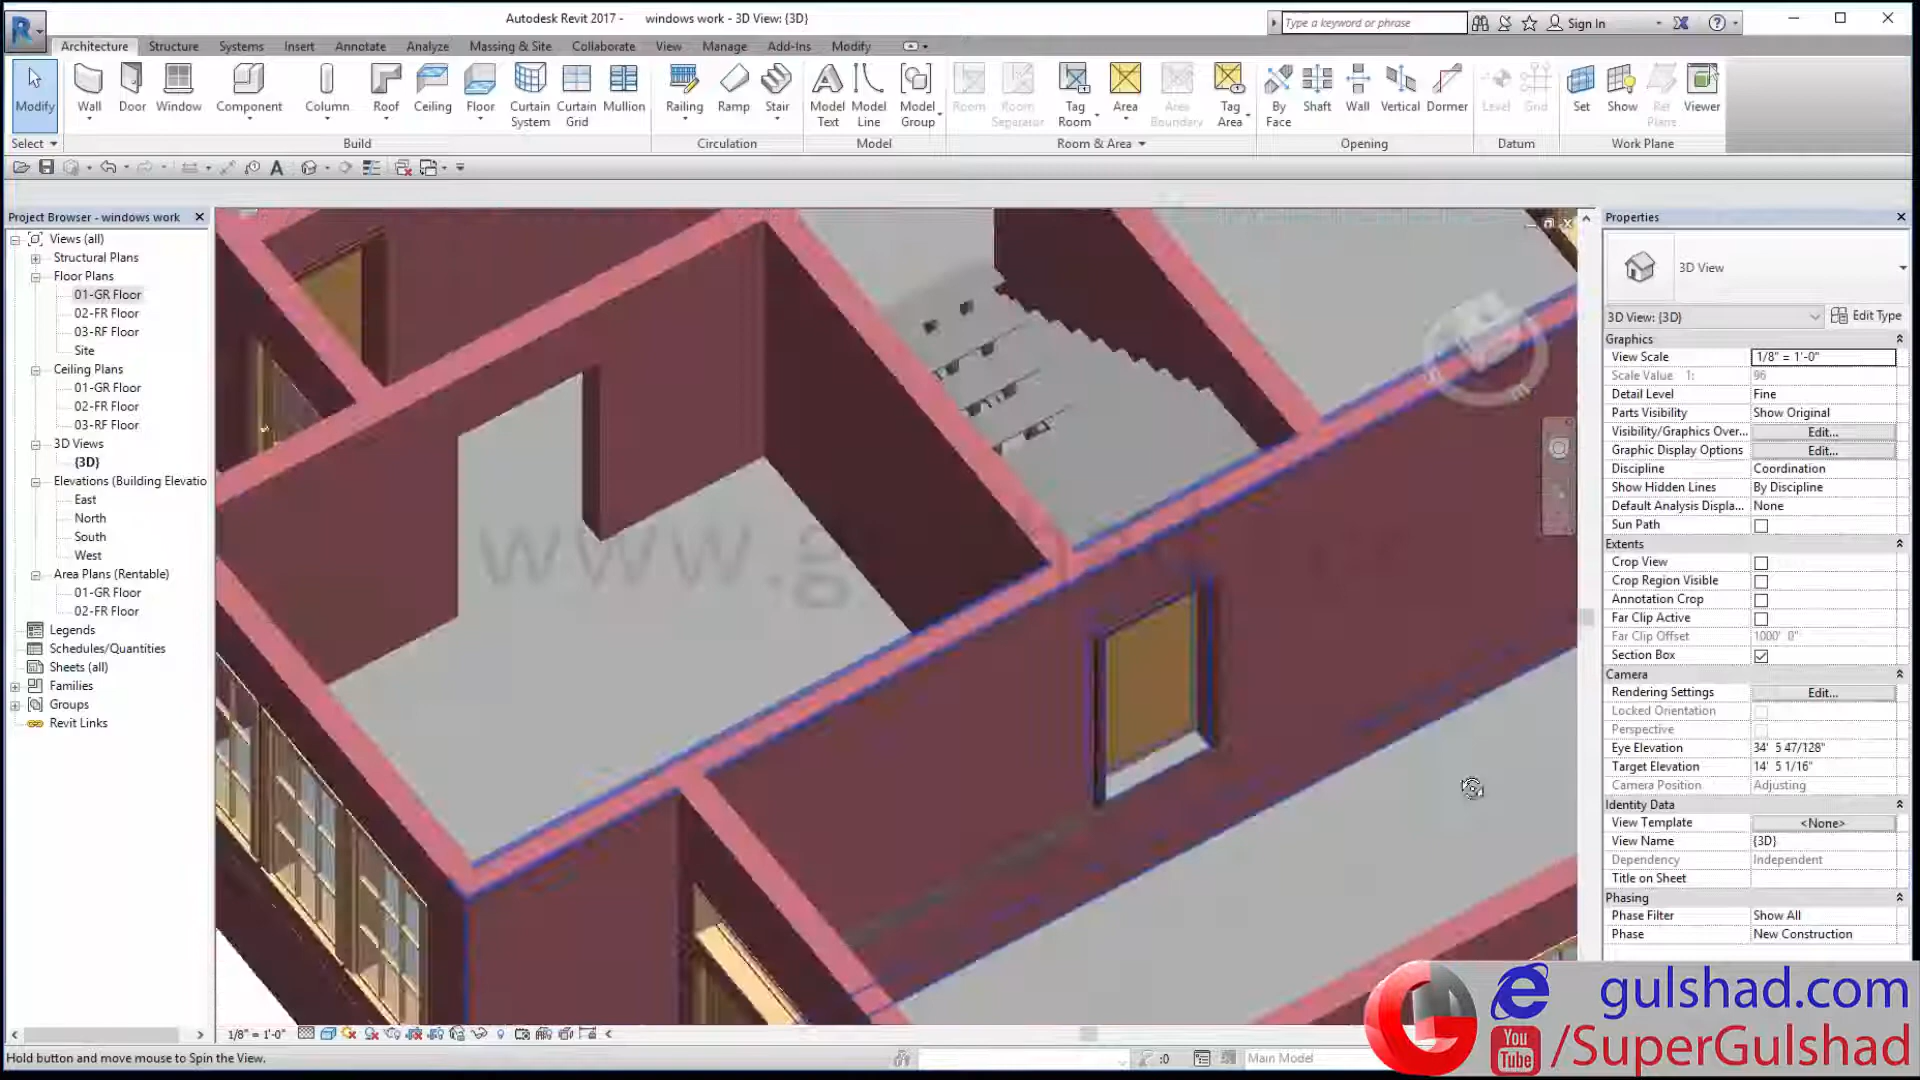 Autodesk Revit 2017 - windows work - 3D View: {3D}
Type a keyword or phrase
Sign In
Architecture Structure Systems Insert Annotate Analyze Massing & Site Collaborate View Manage Add-Ins Modify
Modify Wall Door Window Component Column Roof Ceiling Floor Curtain System Curtain Grid Mullion Railing Ramp Stair Model Text Model Line Model Group Room Room Separator Tag Room Area Area Boundary Tag Area By Face Shaft Wall Vertical Dormer Level Grid Set Show Ref Plane Viewer
Select Build Circulation Model Room & Area Opening Datum Work Plane
Project Browser - windows work
Views (all)
Structural Plans
Floor Plans
01-GR Floor
02-FR Floor
03-RF Floor
Site
Ceiling Plans
01-GR Floor
02-FR Floor
03-RF Floor
3D Views
{3D}
Elevations (Building Elevatio
East
North
South
West
Area Plans (Rentable)
01-GR Floor
02-FR Floor
Legends
Schedules/Quantities
Sheets (all)
Families
Groups
Revit Links
www.g
Properties
3D View
3D View: {3D} Edit Type
Graphics
View Scale 1/8" = 1'-0"
Scale Value 1: 96
Detail Level Fine
Parts Visibility Show Original
Visibility/Graphics Over... Edit...
Graphic Display Options Edit...
Discipline Coordination
Show Hidden Lines By Discipline
Default Analysis Displa... None
Sun Path
Extents
Crop View
Crop Region Visible
Annotation Crop
Far Clip Active
Far Clip Offset 1000' 0"
Section Box
Camera
Rendering Settings Edit...
Locked Orientation
Perspective
Eye Elevation 34' 5 47/128"
Target Elevation 14' 5 1/16"
Camera Position Adjusting
Identity Data
View Template <None>
View Name {3D}
Dependency Independent
Title on Sheet
Phasing
Phase Filter Show All
Phase New Construction
1/8" = 1'-0"
Hold button and move mouse to Spin the View.
:0
Main Model
gulshad.com
You Tube /SuperGulshad